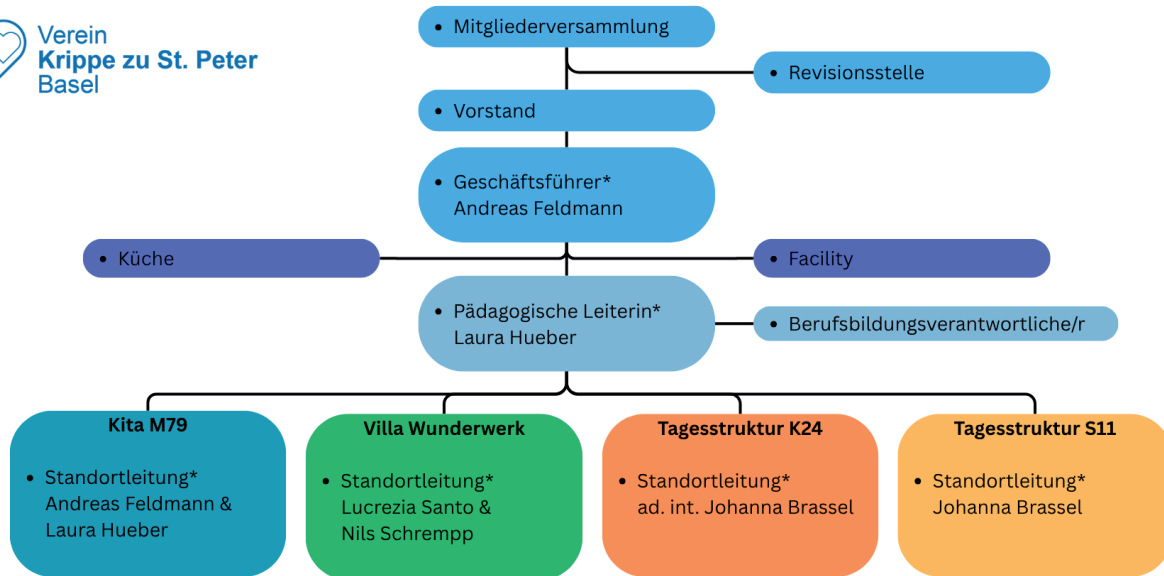 Verein
Krippe zu St. Peter
Basel
• Mitgliederversammlung
• Revisionsstelle
• Vorstand
• Geschäftsführer*
Andreas Feldmann
• Küche
• Facility
• Pädagogische Leiterin*
Laura Hueber
• Berufsbildungsverantwortliche/r
Kita M79
• Standortleitung*
Andreas Feldmann &
Laura Hueber
Villa Wunderwerk
• Standortleitung*
Lucrezia Santo &
Nils Schrempp
Tagesstruktur K24
• Standortleitung*
ad. int. Johanna Brassel
Tagesstruktur S11
• Standortleitung*
Johanna Brassel